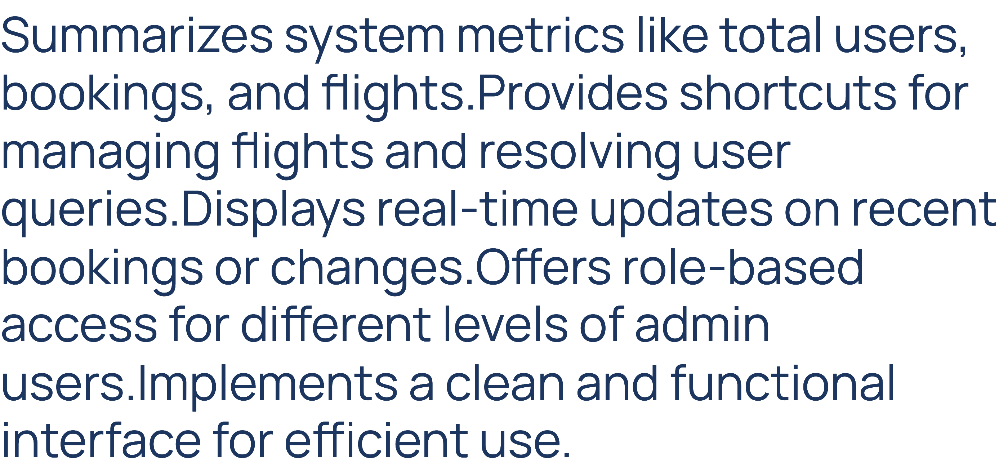 Summarizes system metrics like total users,
bookings, and flights.Provides shortcuts for
managing flights and resolving user
queries.Displays real-time updates on recent
bookings or changes.Offers role-based
access for different levels of admin
users.Implements a clean and functional
interface for efficient use.